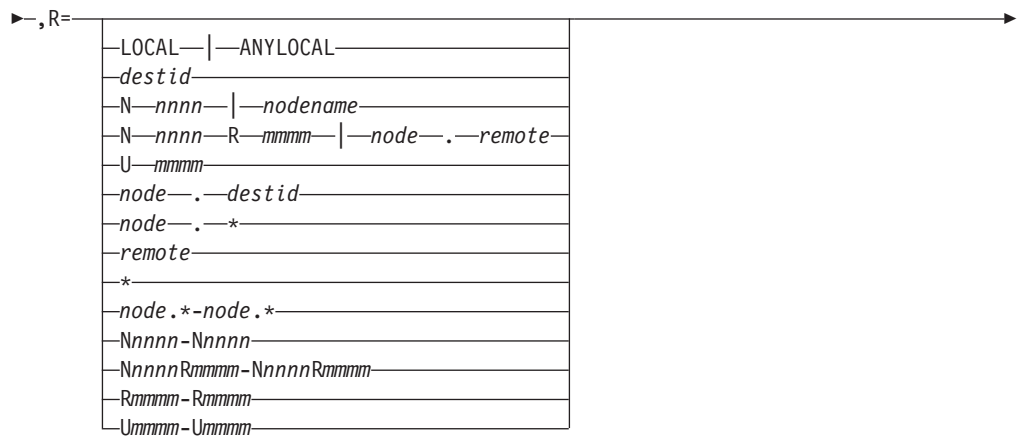 ,R=
LOCAL | ANYLOCAL
destid
N nnnn | nodename
N nnnn R mmmm | node . remote
U mmmm
node . destid
node . *
remote
*
node.*-node.*
Nnnnn-Nnnnn
NnnnnRmmmm-NnnnnRmmmm
Rmmmm-Rmmmm
Ummmm-Ummmm